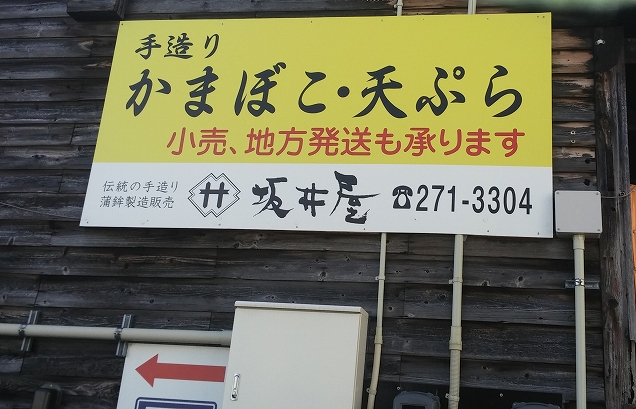 手造り
かまぼこ・天ぷら
小売、地方発送も承ります
伝統の手造り
蒲鉾製造販売
井 坂井屋 ☎271-3304